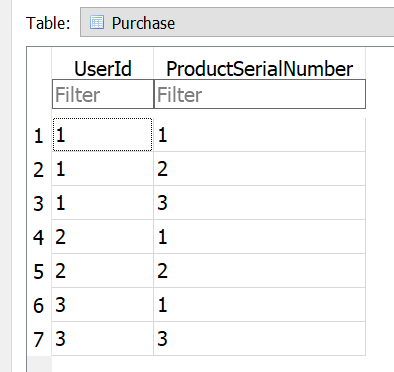 Table: Purchase
UserId ProductSerialNumber
Filter Filter
1 1 1
2 1 2
3 1 3
4 2 1
5 2 2
6 3 1
7 3 3